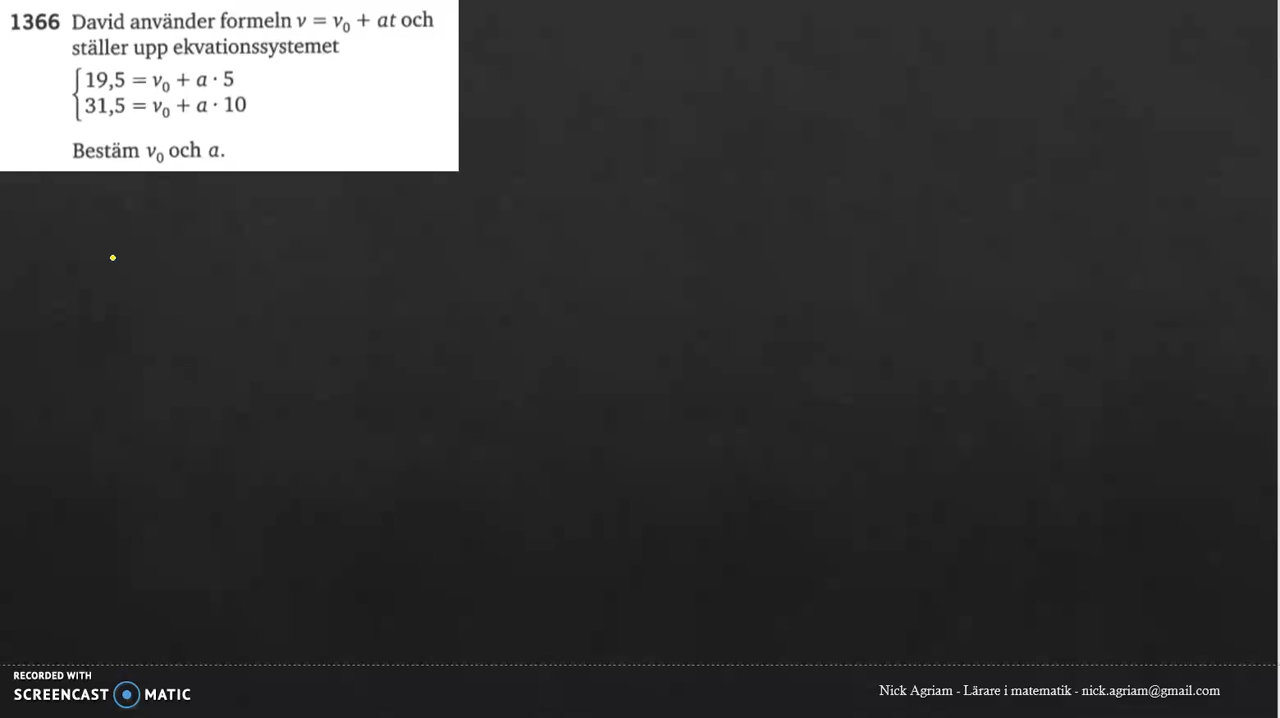 1366 David använder formeln v = v₀ + at och
ställer upp ekvationssystemet
19,5 = v₀ + a · 5
31,5 = v₀ + a · 10
Bestäm v₀ och a.
RECORDED WITH
SCREENCAST MATIC
Nick Agriam - Lärare i matematik - nick.agriam@gmail.com